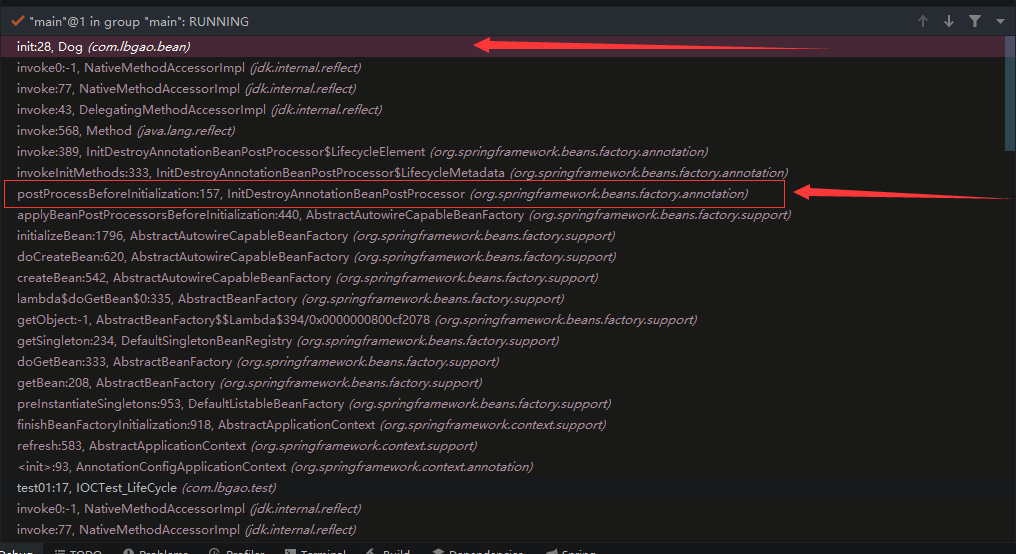 "main"@1 in group "main": RUNNING
init:28, Dog (com.lbgao.bean)
invoke0:-1, NativeMethodAccessorImpl (jdk.internal.reflect)
invoke:77, NativeMethodAccessorImpl (jdk.internal.reflect)
invoke:43, DelegatingMethodAccessorImpl (jdk.internal.reflect)
invoke:568, Method (java.lang.reflect)
invoke:389, InitDestroyAnnotationBeanPostProcessor$LifecycleElement (org.springframework.beans.factory.annotation)
invokeInitMethods:333, InitDestroyAnnotationBeanPostProcessor$LifecycleMetadata (org.springframework.beans.factory.annotation)
postProcessBeforeInitialization:157, InitDestroyAnnotationBeanPostProcessor (org.springframework.beans.factory.annotation)
applyBeanPostProcessorsBeforeInitialization:440, AbstractAutowireCapableBeanFactory (org.springframework.beans.factory.support)
initializeBean:1796, AbstractAutowireCapableBeanFactory (org.springframework.beans.factory.support)
doCreateBean:620, AbstractAutowireCapableBeanFactory (org.springframework.beans.factory.support)
createBean:542, AbstractAutowireCapableBeanFactory (org.springframework.beans.factory.support)
lambda$doGetBean$0:335, AbstractBeanFactory (org.springframework.beans.factory.support)
getObject:-1, AbstractBeanFactory$$Lambda$394/0x0000000800cf2078 (org.springframework.beans.factory.support)
getSingleton:234, DefaultSingletonBeanRegistry (org.springframework.beans.factory.support)
doGetBean:333, AbstractBeanFactory (org.springframework.beans.factory.support)
getBean:208, AbstractBeanFactory (org.springframework.beans.factory.support)
preInstantiateSingletons:953, DefaultListableBeanFactory (org.springframework.beans.factory.support)
finishBeanFactoryInitialization:918, AbstractApplicationContext (org.springframework.context.support)
refresh:583, AbstractApplicationContext (org.springframework.context.support)
<init>:93, AnnotationConfigApplicationContext (org.springframework.context.annotation)
test01:17, IOCTest_LifeCycle (com.lbgao.test)
invoke0:-1, NativeMethodAccessorImpl (jdk.internal.reflect)
invoke:77, NativeMethodAccessorImpl (jdk.internal.reflect)
Debug TODO Problems Profiler Terminal Build Dependencies Spring